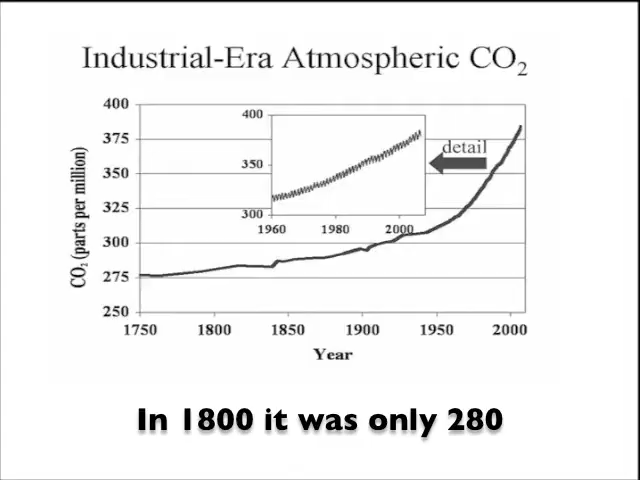 Industrial-Era Atmospheric CO₂
400
375
350
325
300
275
250
CO₂ (parts per million)
400
350
300
1960 1980 2000
detail
1750 1800 1850 1900 1950 2000
Year
In 1800 it was only 280